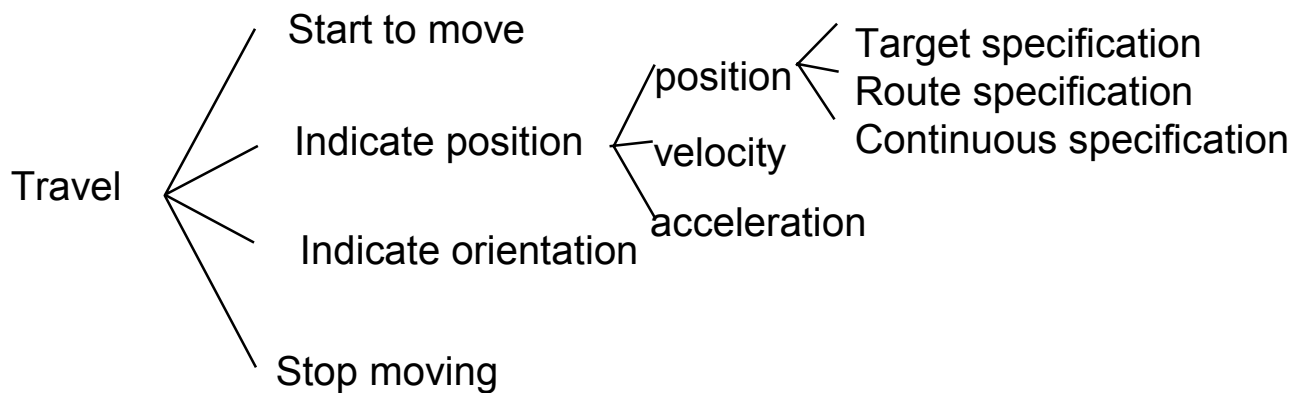 Travel
Start to move
Indicate position
Indicate orientation
Stop moving
position
velocity
acceleration
Target specification
Route specification
Continuous specification